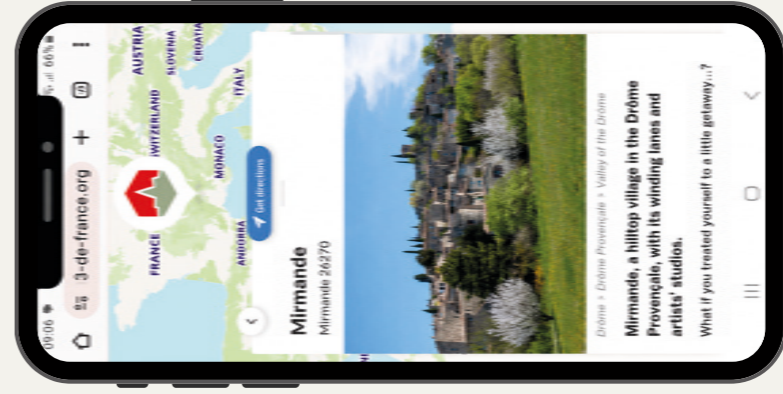 09:06
66%
3-de-france.org
AUSTRIA
SLOVENIA
CROATIA
SWITZERLAND
ITALY
FRANCE
MONACO
ANDORRA
Get directions
Mirmande
Mirmande 26270
Drôme > Drôme Provençale > Valley of the Drôme
Mirmande, a hilltop village in the Drôme
Provençale, with its winding lanes and
artists' studios.
What if you treated yourself to a little getaway...?